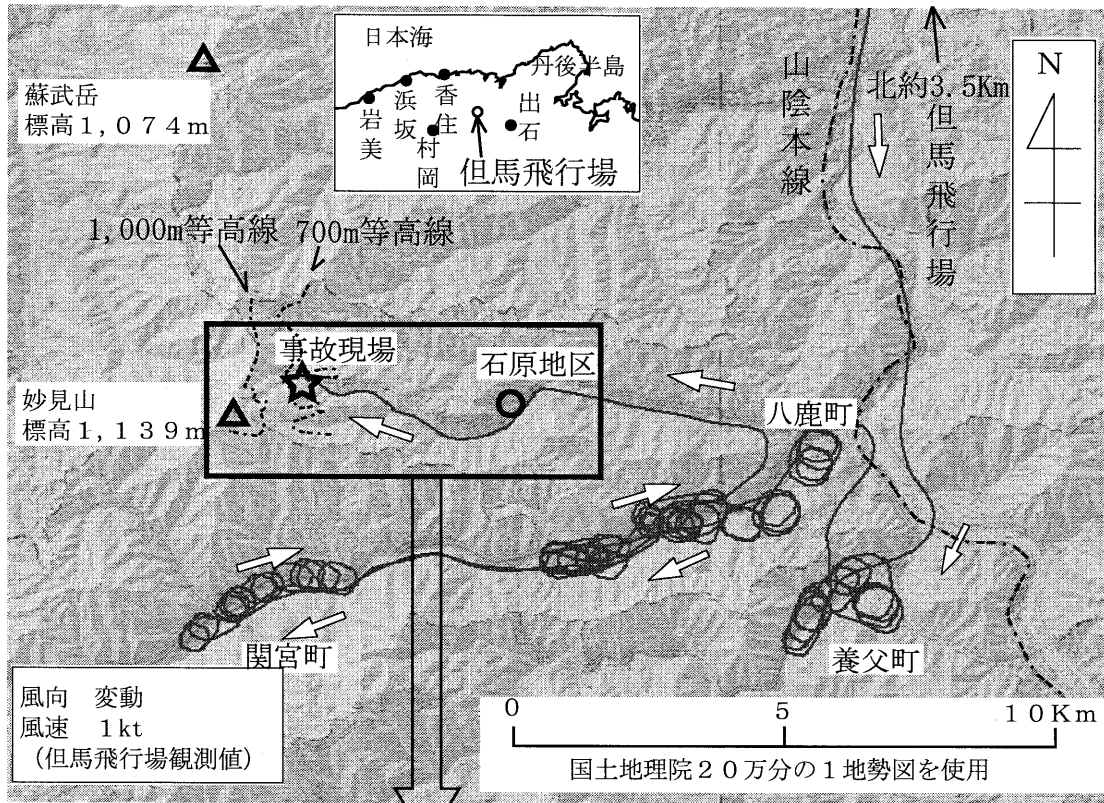 蘇武岳
標高1,074m
日本海
丹後半島
岩美
浜坂
香住
村岡
出石
但馬飛行場
山陰本線
北約3.5Km
但馬飛行場
N
1,000m等高線
700m等高線
事故現場
石原地区
八鹿町
妙見山
標高1,139m
関宮町
養父町
風向 変動
風速 1kt
(但馬飛行場観測値)
0 5 10Km
国土地理院20万分の1地勢図を使用